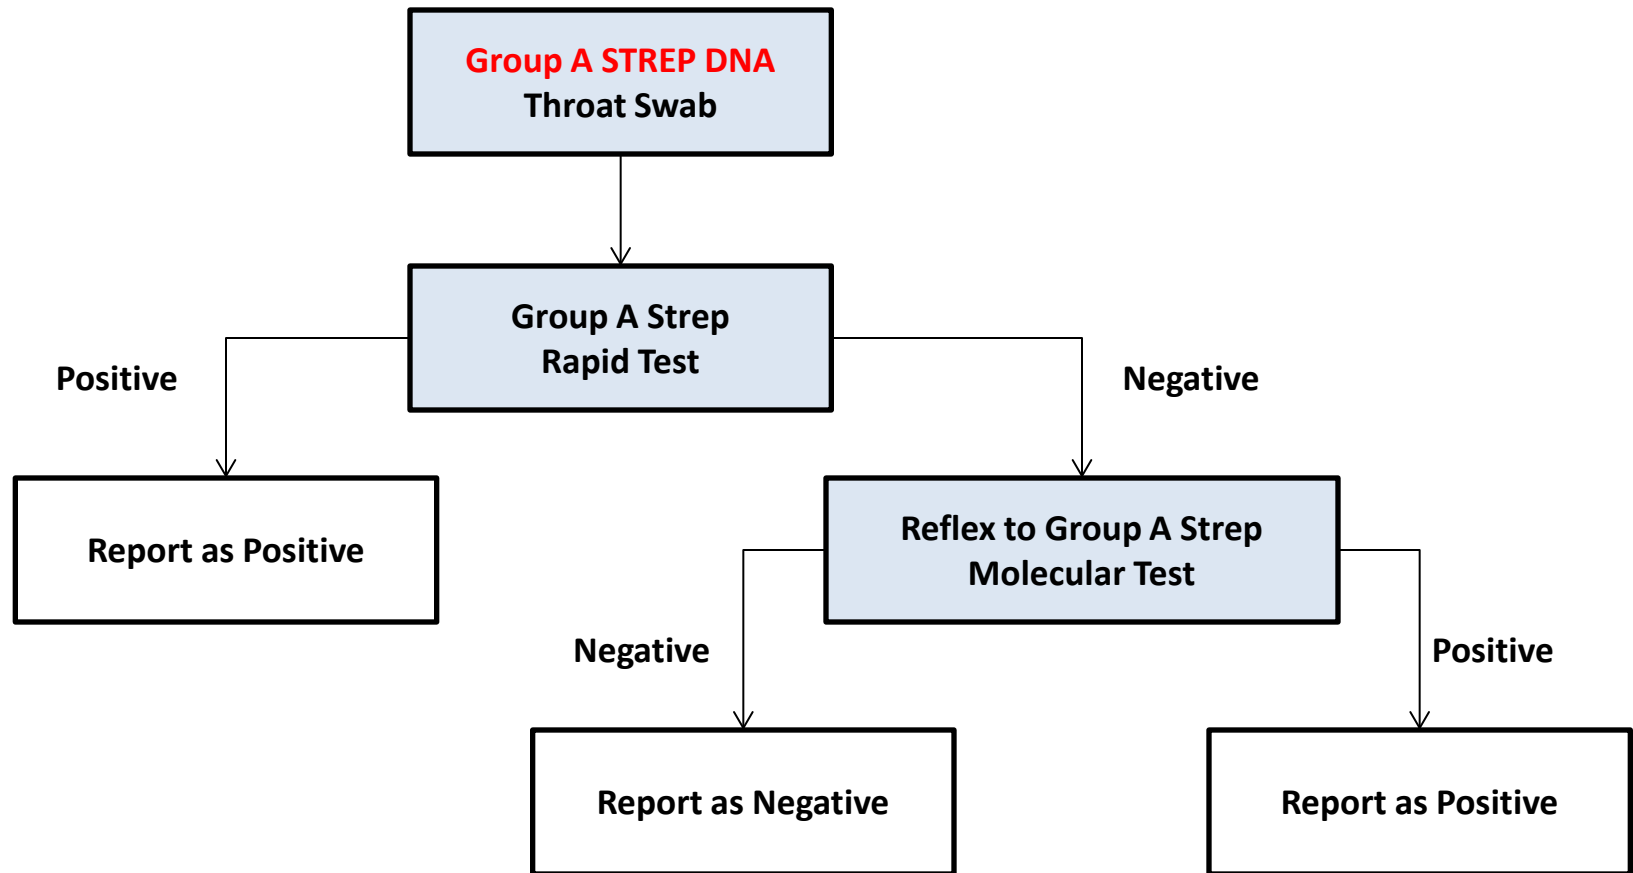 Group A STREP DNA
Throat Swab
Group A Strep
Rapid Test
Positive
Negative
Report as Positive
Reflex to Group A Strep
Molecular Test
Negative
Positive
Report as Negative
Report as Positive